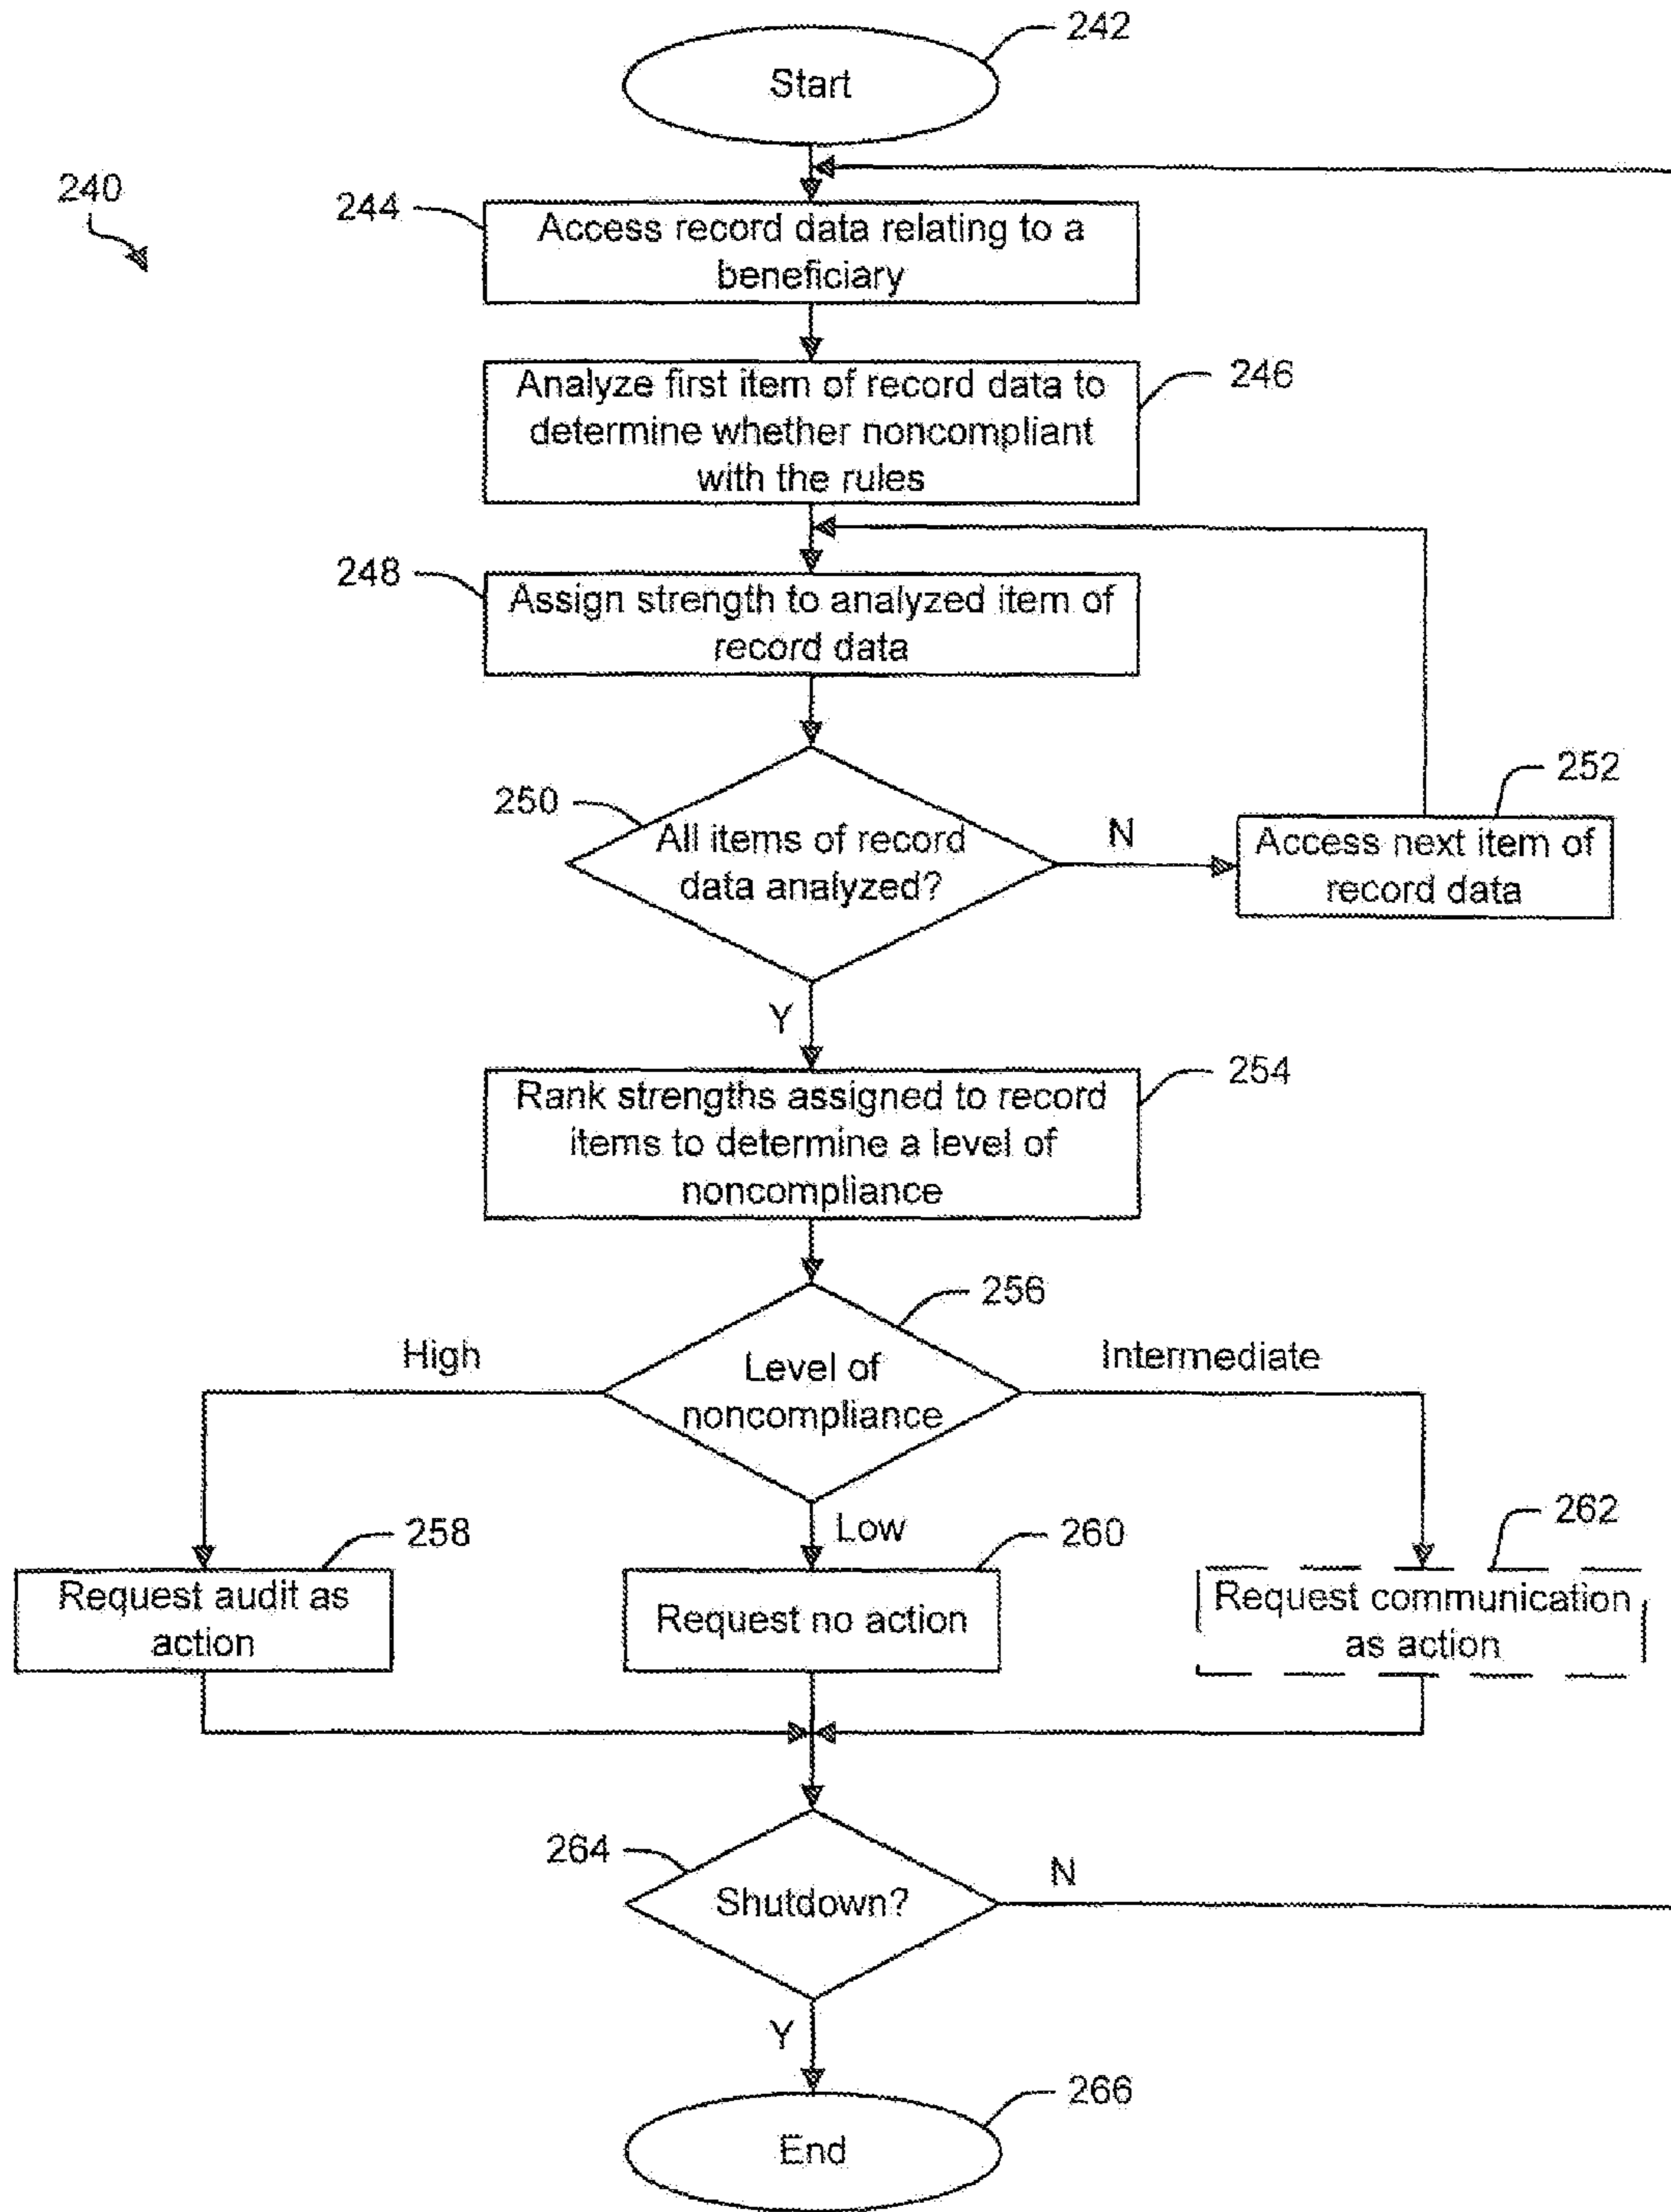 242
Start
240
244
Access record data relating to a
beneficiary
246
Analyze first item of record data to
determine whether noncompliant
with the rules
248
Assign strength to analyzed item of
record data
250
All items of record
data analyzed?
N
252
Access next item of
record data
Y
254
Rank strengths assigned to record
items to determine a level of
noncompliance
256
High
Level of
noncompliance
Intermediate
Low
258
Request audit as
action
260
Request no action
262
Request communication
as action
264
Shutdown?
N
Y
266
End